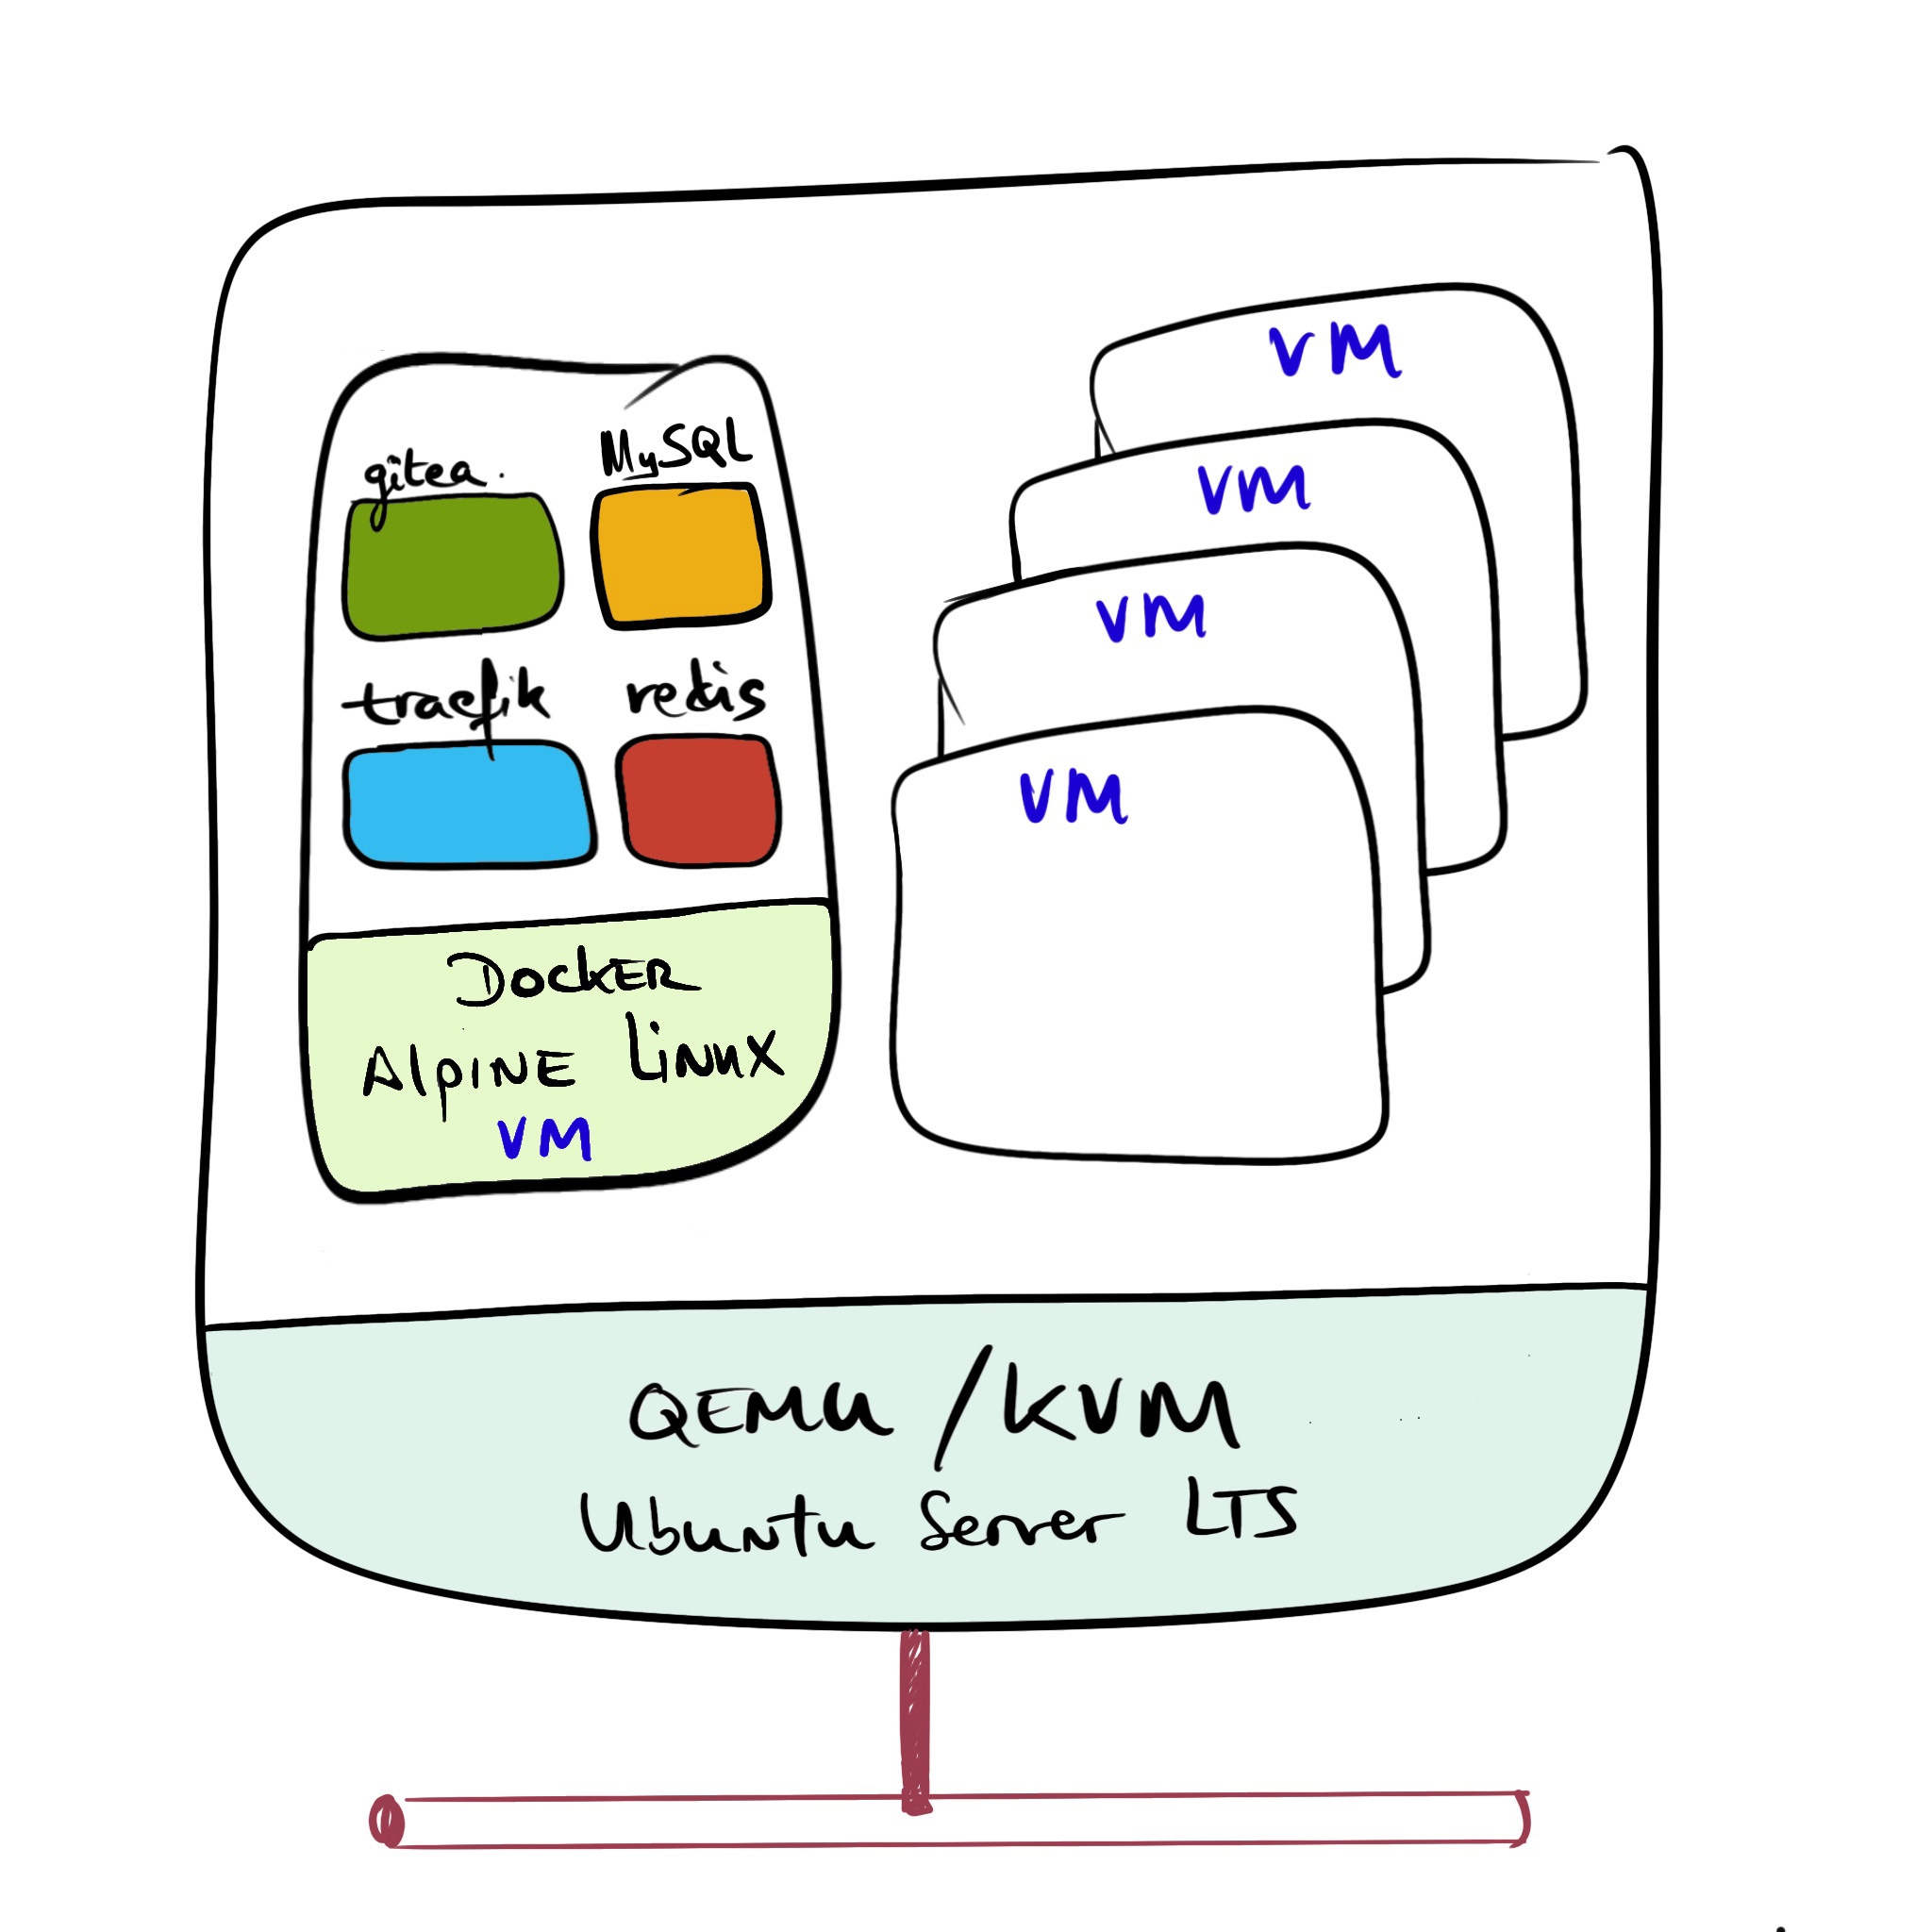 gitea.
MySQL
traefik
redis
DOCKER
AlpINE LiNUX
VM
VM
VM
VM
VM
QEMU / KVM
Ubuntu Server LTS